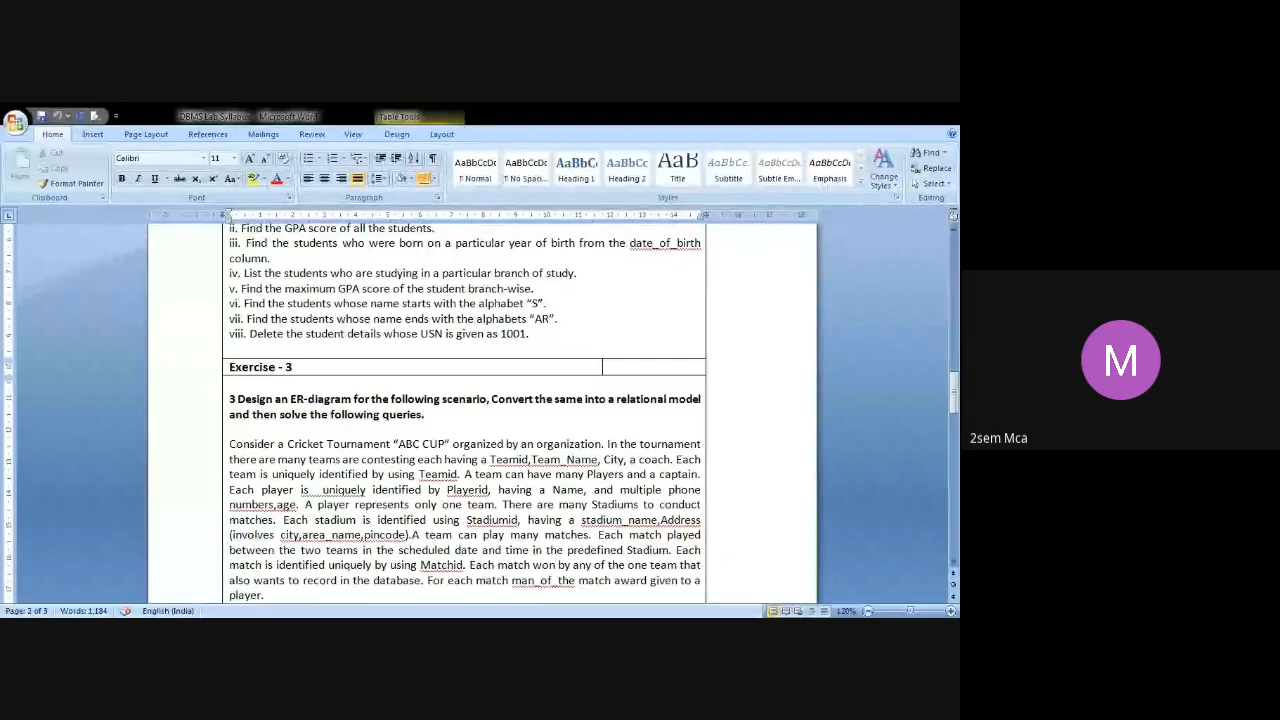 DBMS Lab Syllabus - Microsoft Word
Table Tools
Home Insert Page Layout References Mailings Review View Design Layout
Cut
Copy
Paste
Format Painter
Clipboard
Calibri 11
Font
Paragraph
AaBbCcDc AaBbCcDc AaBbC AaBbCc AaB AaBbCc. AaBbCcDc AaBbCcDc
¶ Normal ¶ No Spaci... Heading 1 Heading 2 Title Subtitle Subtle Em... Emphasis
Change Styles
Styles
Find
Replace
Select
Editing
ii. Find the GPA score of all the students.
iii. Find the students who were born on a particular year of birth from the date_of_birth
column.
iv. List the students who are studying in a particular branch of study.
v. Find the maximum GPA score of the student branch-wise.
vi. Find the students whose name starts with the alphabet “S”.
vii. Find the students whose name ends with the alphabets “AR”.
viii. Delete the student details whose USN is given as 1001.
Exercise - 3
3 Design an ER-diagram for the following scenario, Convert the same into a relational model
and then solve the following queries.
Consider a Cricket Tournament “ABC CUP” organized by an organization. In the tournament
there are many teams are contesting each having a Teamid,Team_Name, City, a coach. Each
team is uniquely identified by using Teamid. A team can have many Players and a captain.
Each player is uniquely identified by Playerid, having a Name, and multiple phone
numbers,age. A player represents only one team. There are many Stadiums to conduct
matches. Each stadium is identified using Stadiumid, having a stadium_name,Address
(involves city,area_name,pincode).A team can play many matches. Each match played
between the two teams in the scheduled date and time in the predefined Stadium. Each
match is identified uniquely by using Matchid. Each match won by any of the one team that
also wants to record in the database. For each match man_of_the match award given to a
player.
Page: 2 of 3 Words: 1,184 English (India) 120%
M
2sem Mca